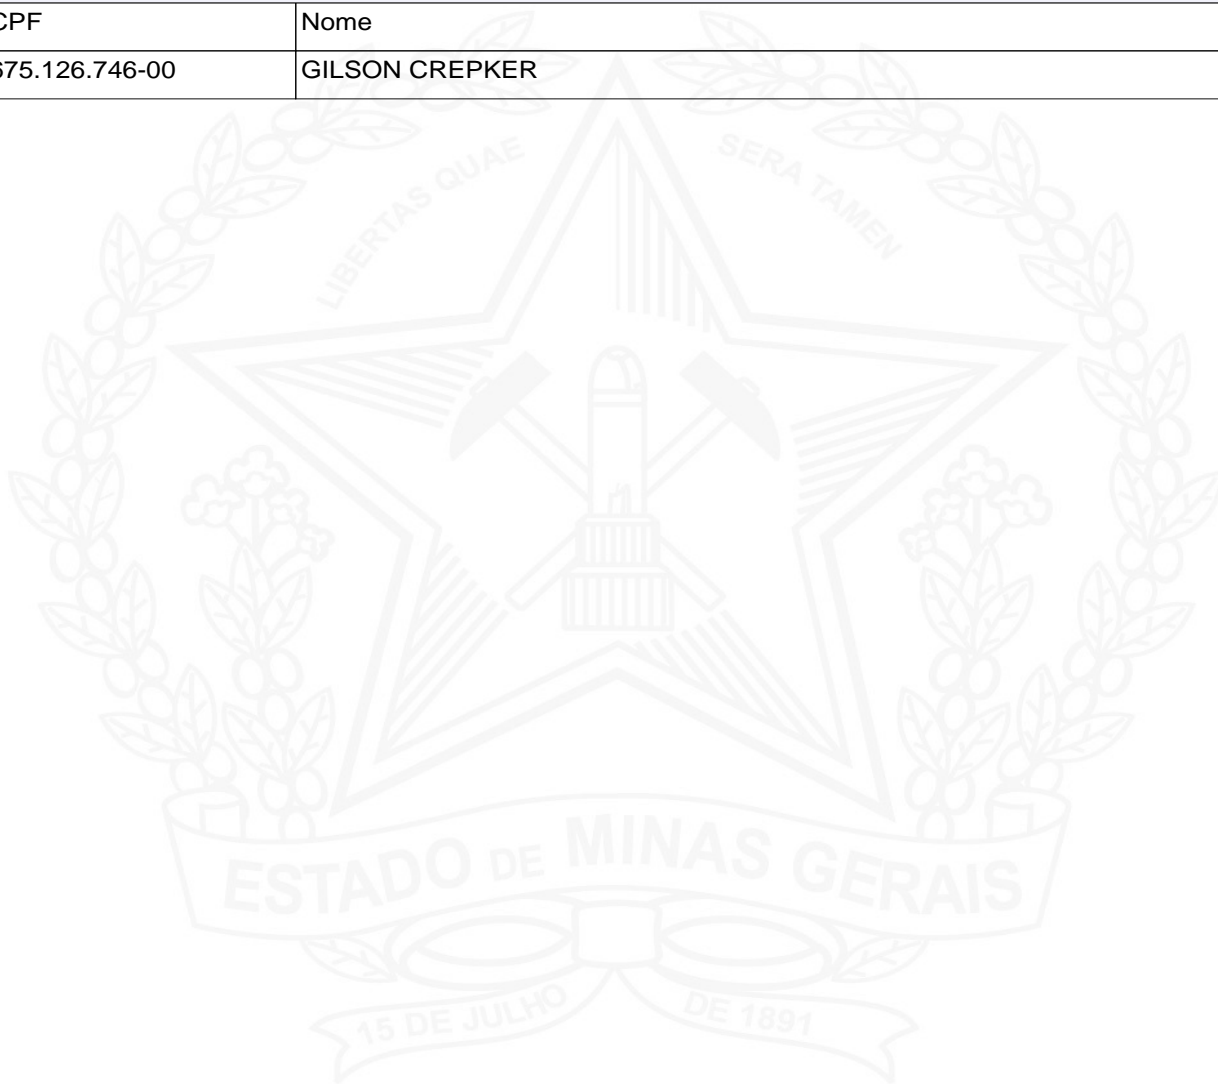 CPF Nome
675.126.746-00 GILSON CREPKER
LIBERTAS QUAE SERA TAMEN
ESTADO DE MINAS GERAIS
15 DE JULHO DE 1891